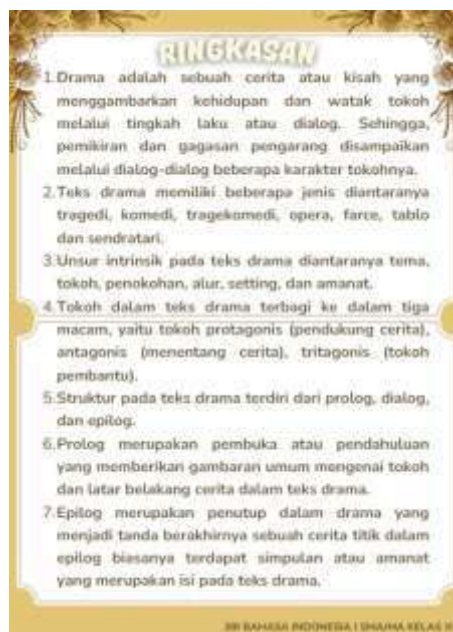 RINGKASAN
1. Drama adalah sebuah cerita atau kisah yang
menggambarkan kehidupan dan watak tokoh
melalui tingkah laku atau dialog. Sehingga,
pemikiran dan gagasan pengarang disampaikan
melalui dialog-dialog beberapa karakter tokohnya.
2. Teks drama memiliki beberapa jenis diantaranya
tragedi, komedi, tragekomedi, opera, farce, tablo
dan sendratari.
3. Unsur intrinsik pada teks drama diantaranya tema,
tokoh, penokohan, alur, setting, dan amanat.
4. Tokoh dalam teks drama terbagi ke dalam tiga
macam, yaitu tokoh protagonis (pendukung cerita),
antagonis (menentang cerita), tritagonis (tokoh
pembantu).
5. Struktur pada teks drama terdiri dari prolog, dialog,
dan epilog.
6. Prolog merupakan pembuka atau pendahuluan
yang memberikan gambaran umum mengenai tokoh
dan latar belakang cerita dalam teks drama.
7. Epilog merupakan penutup dalam drama yang
menjadi tanda berakhirnya sebuah cerita titik dalam
epilog biasanya terdapat simpulan atau amanat
yang merupakan isi pada teks drama.
BAHASA INDONESIA | SMA/MA KELAS